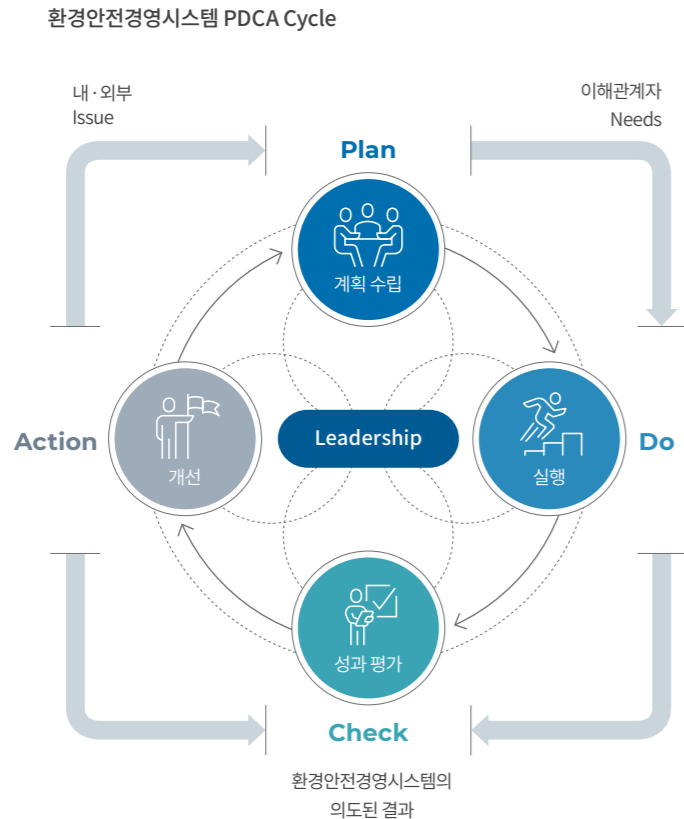 환경안전경영시스템 PDCA Cycle
내·외부
Issue
이해관계자
Needs
Plan
계획 수립
Action
개선
Leadership
실행
Do
성과 평가
Check
환경안전경영시스템의
의도된 결과